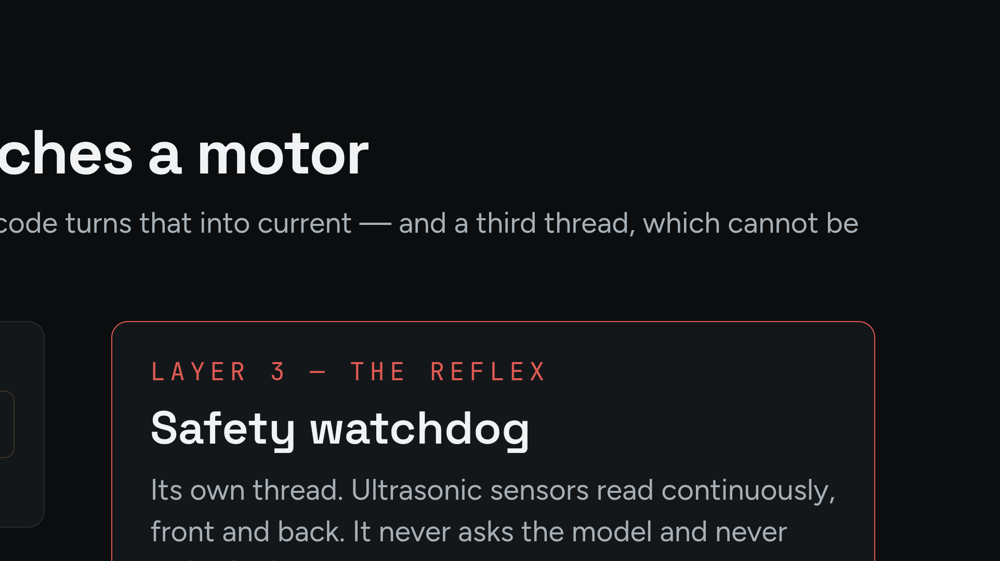 ches a motor
code turns that into current — and a third thread, which cannot be
LAYER 3 — THE REFLEX
Safety watchdog
Its own thread. Ultrasonic sensors read continuously,
front and back. It never asks the model and never